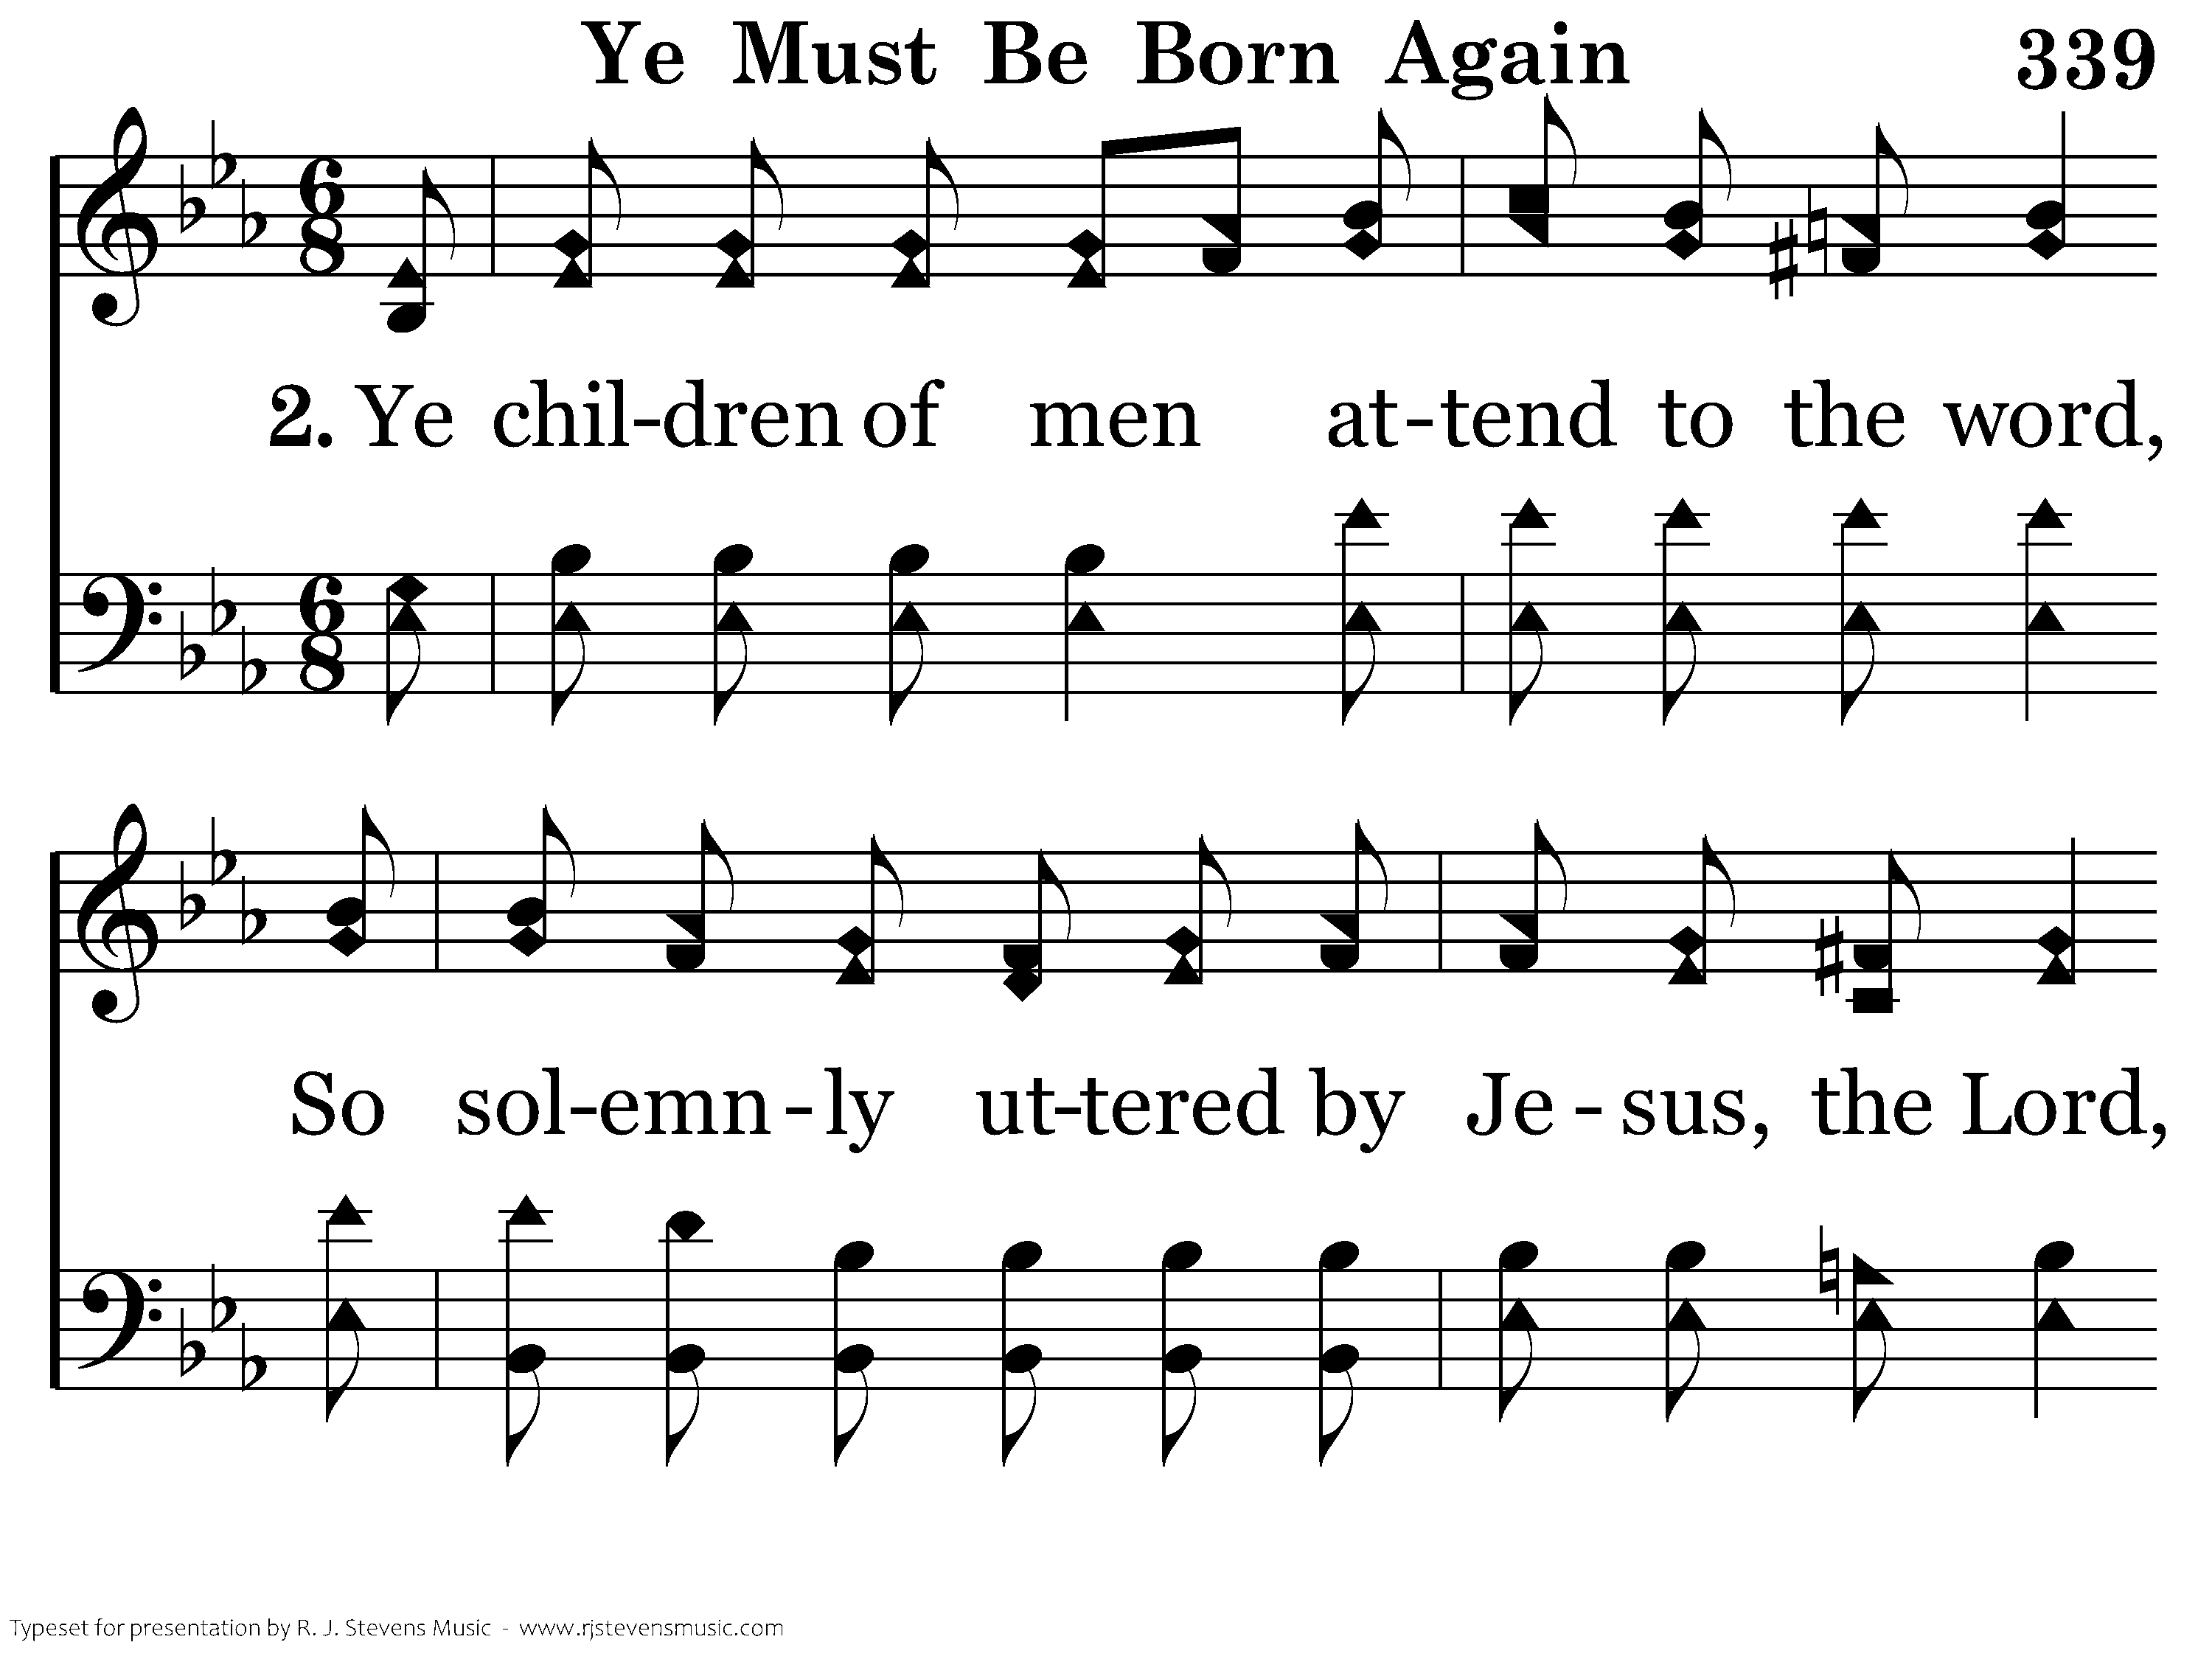 Ye Must Be Born Again 339
2. Ye chil-dren of men at-tend to the word,
So sol-emn-ly ut-tered by Je-sus, the Lord,
Typeset for presentation by R. J. Stevens Music - www.rjstevensmusic.com